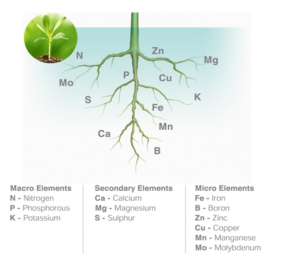 N
Zn
Mg
Mo
P
Cu
S
K
Fe
Ca
Mn
B
Macro Elements
N - Nitrogen
P - Phosphorous
K - Potassium
Secondary Elements
Ca - Calcium
Mg - Magnesium
S - Sulphur
Micro Elements
Fe - Iron
B - Boron
Zn - Zinc
Cu - Copper
Mn - Manganese
Mo - Molybdenum